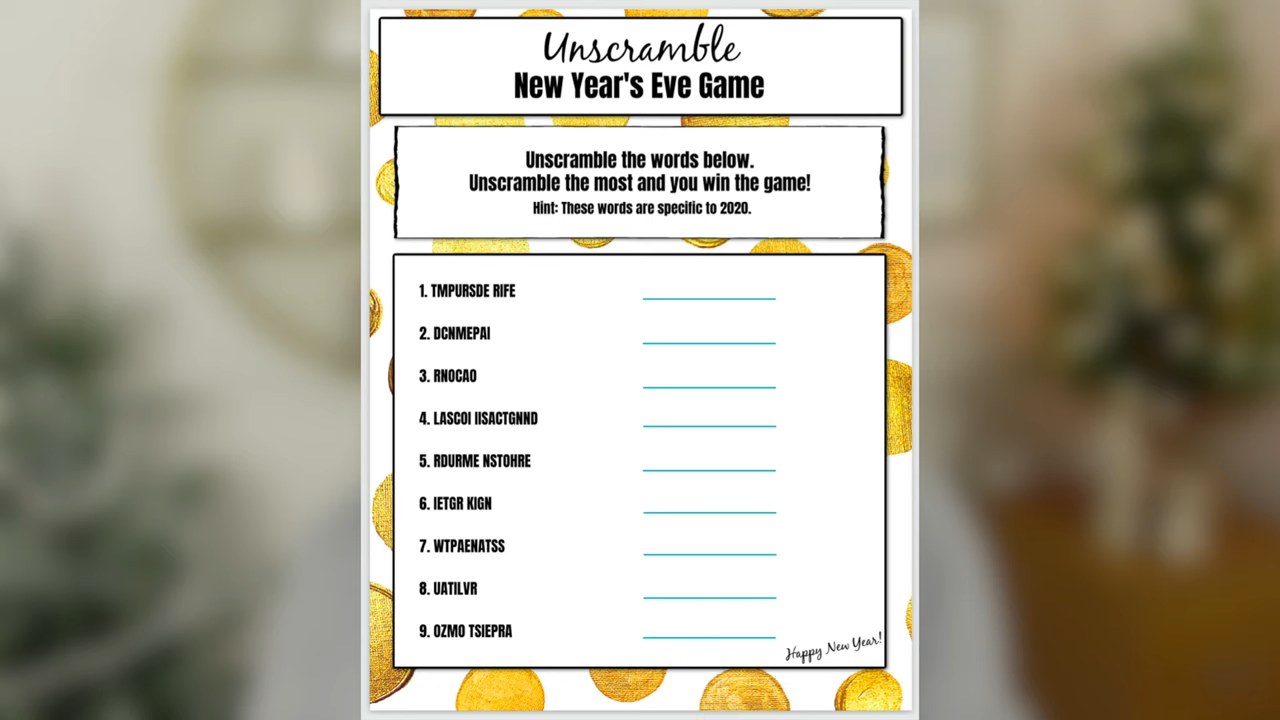 Unscramble
New Year's Eve Game
Unscramble the words below.
Unscramble the most and you win the game!
Hint: These words are specific to 2020.
1. TMPURSDE RIFE
2. DCNMEPAI
3. RNOCAO
4. LASCOI IISACTGNND
5. RDURME NSTOHRE
6. IETGR KIGN
7. WTPAENATSS
8. UATILVR
9. OZMO TSIEPRA
Happy New Year!